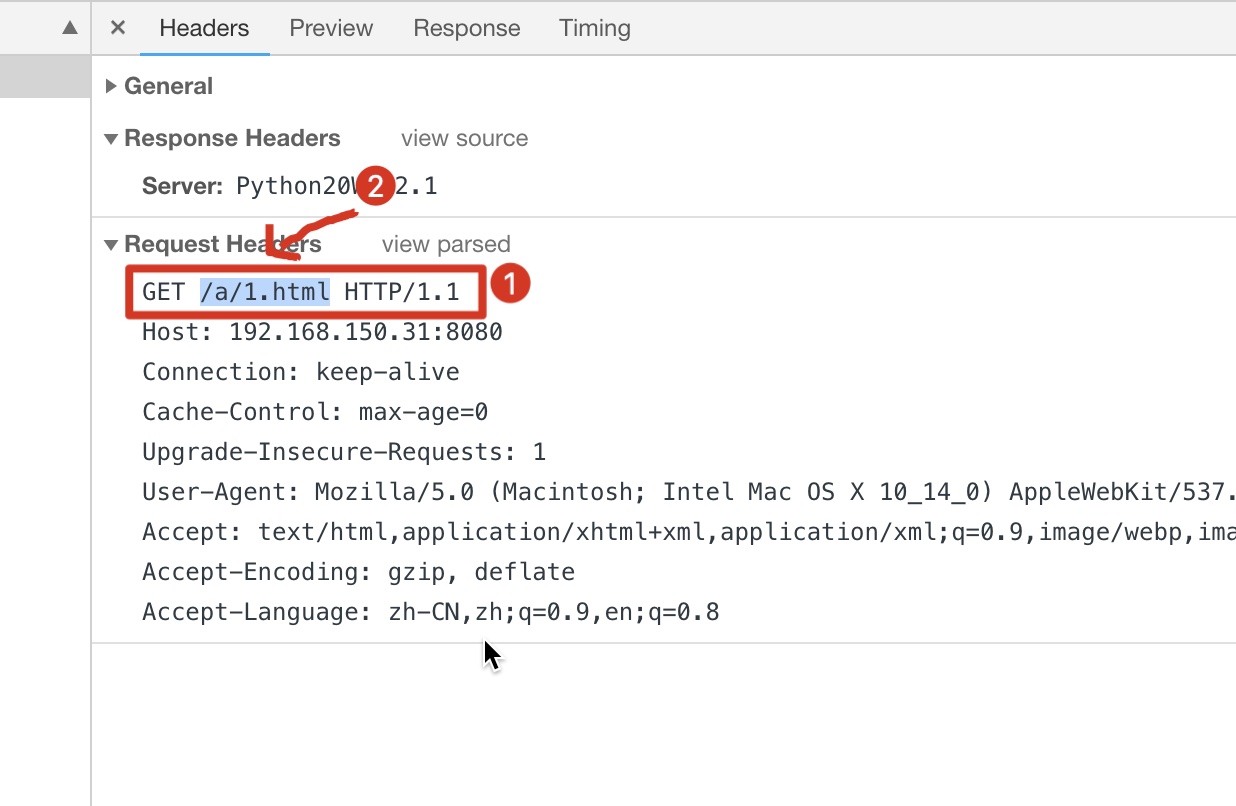 Headers Preview Response Timing
General
Response Headers view source
2
Server: Python20 2.1
Request Headers view parsed
GET /a/1.html HTTP/1.1 1
Host: 192.168.150.31:8080
Connection: keep-alive
Cache-Control: max-age=0
Upgrade-Insecure-Requests: 1
User-Agent: Mozilla/5.0 (Macintosh; Intel Mac OS X 10_14_0) AppleWebKit/537.
Accept: text/html,application/xhtml+xml,application/xml;q=0.9,image/webp,ima
Accept-Encoding: gzip, deflate
Accept-Language: zh-CN,zh;q=0.9,en;q=0.8